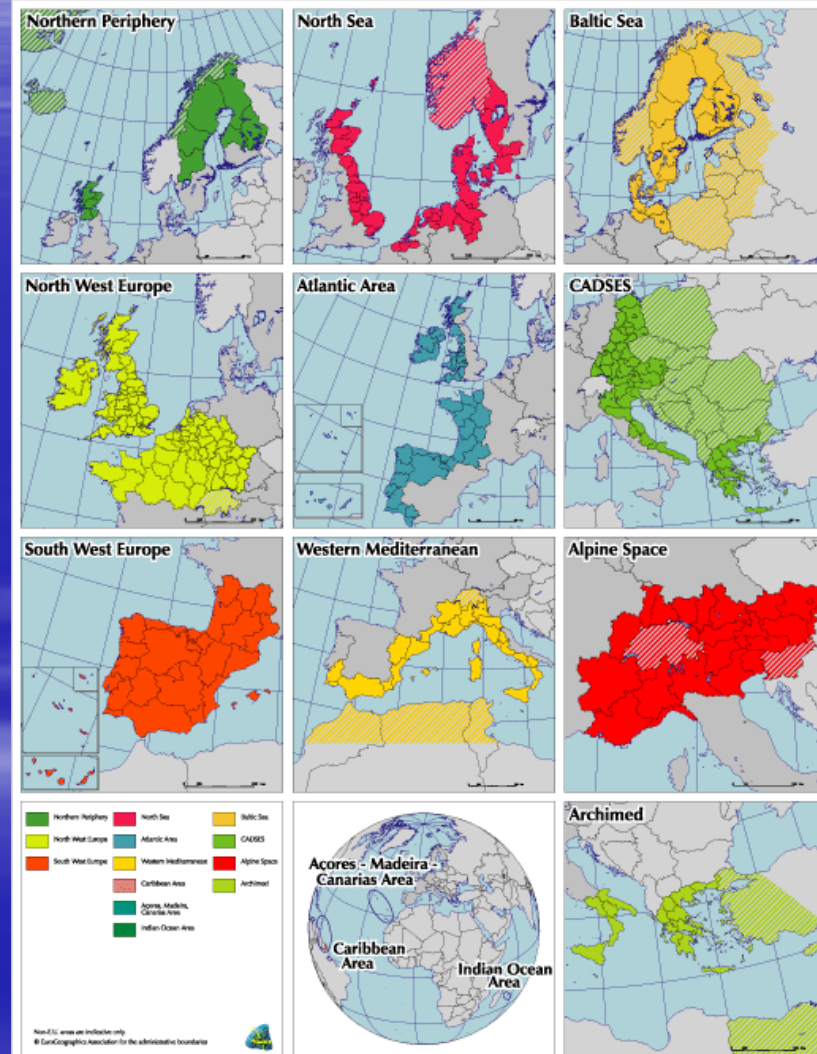 Northern Periphery
North Sea
Baltic Sea
North West Europe
Atlantic Area
CADSES
South West Europe
Western Mediterranean
Alpine Space
Northern Periphery
North Sea
Baltic Sea
North West Europe
Atlantic Area
CADSES
South West Europe
Western Mediterranean
Alpine Space
Caribbean Area
Archimed
Açores, Madeira,
Canarias Area
Indian Ocean Area
Non-E.U. areas are indicative only
© EuroGeographics Association for the administrative boundaries
Açores - Madeira -
Canarias Area
Caribbean
Area
Indian Ocean
Area
Archimed